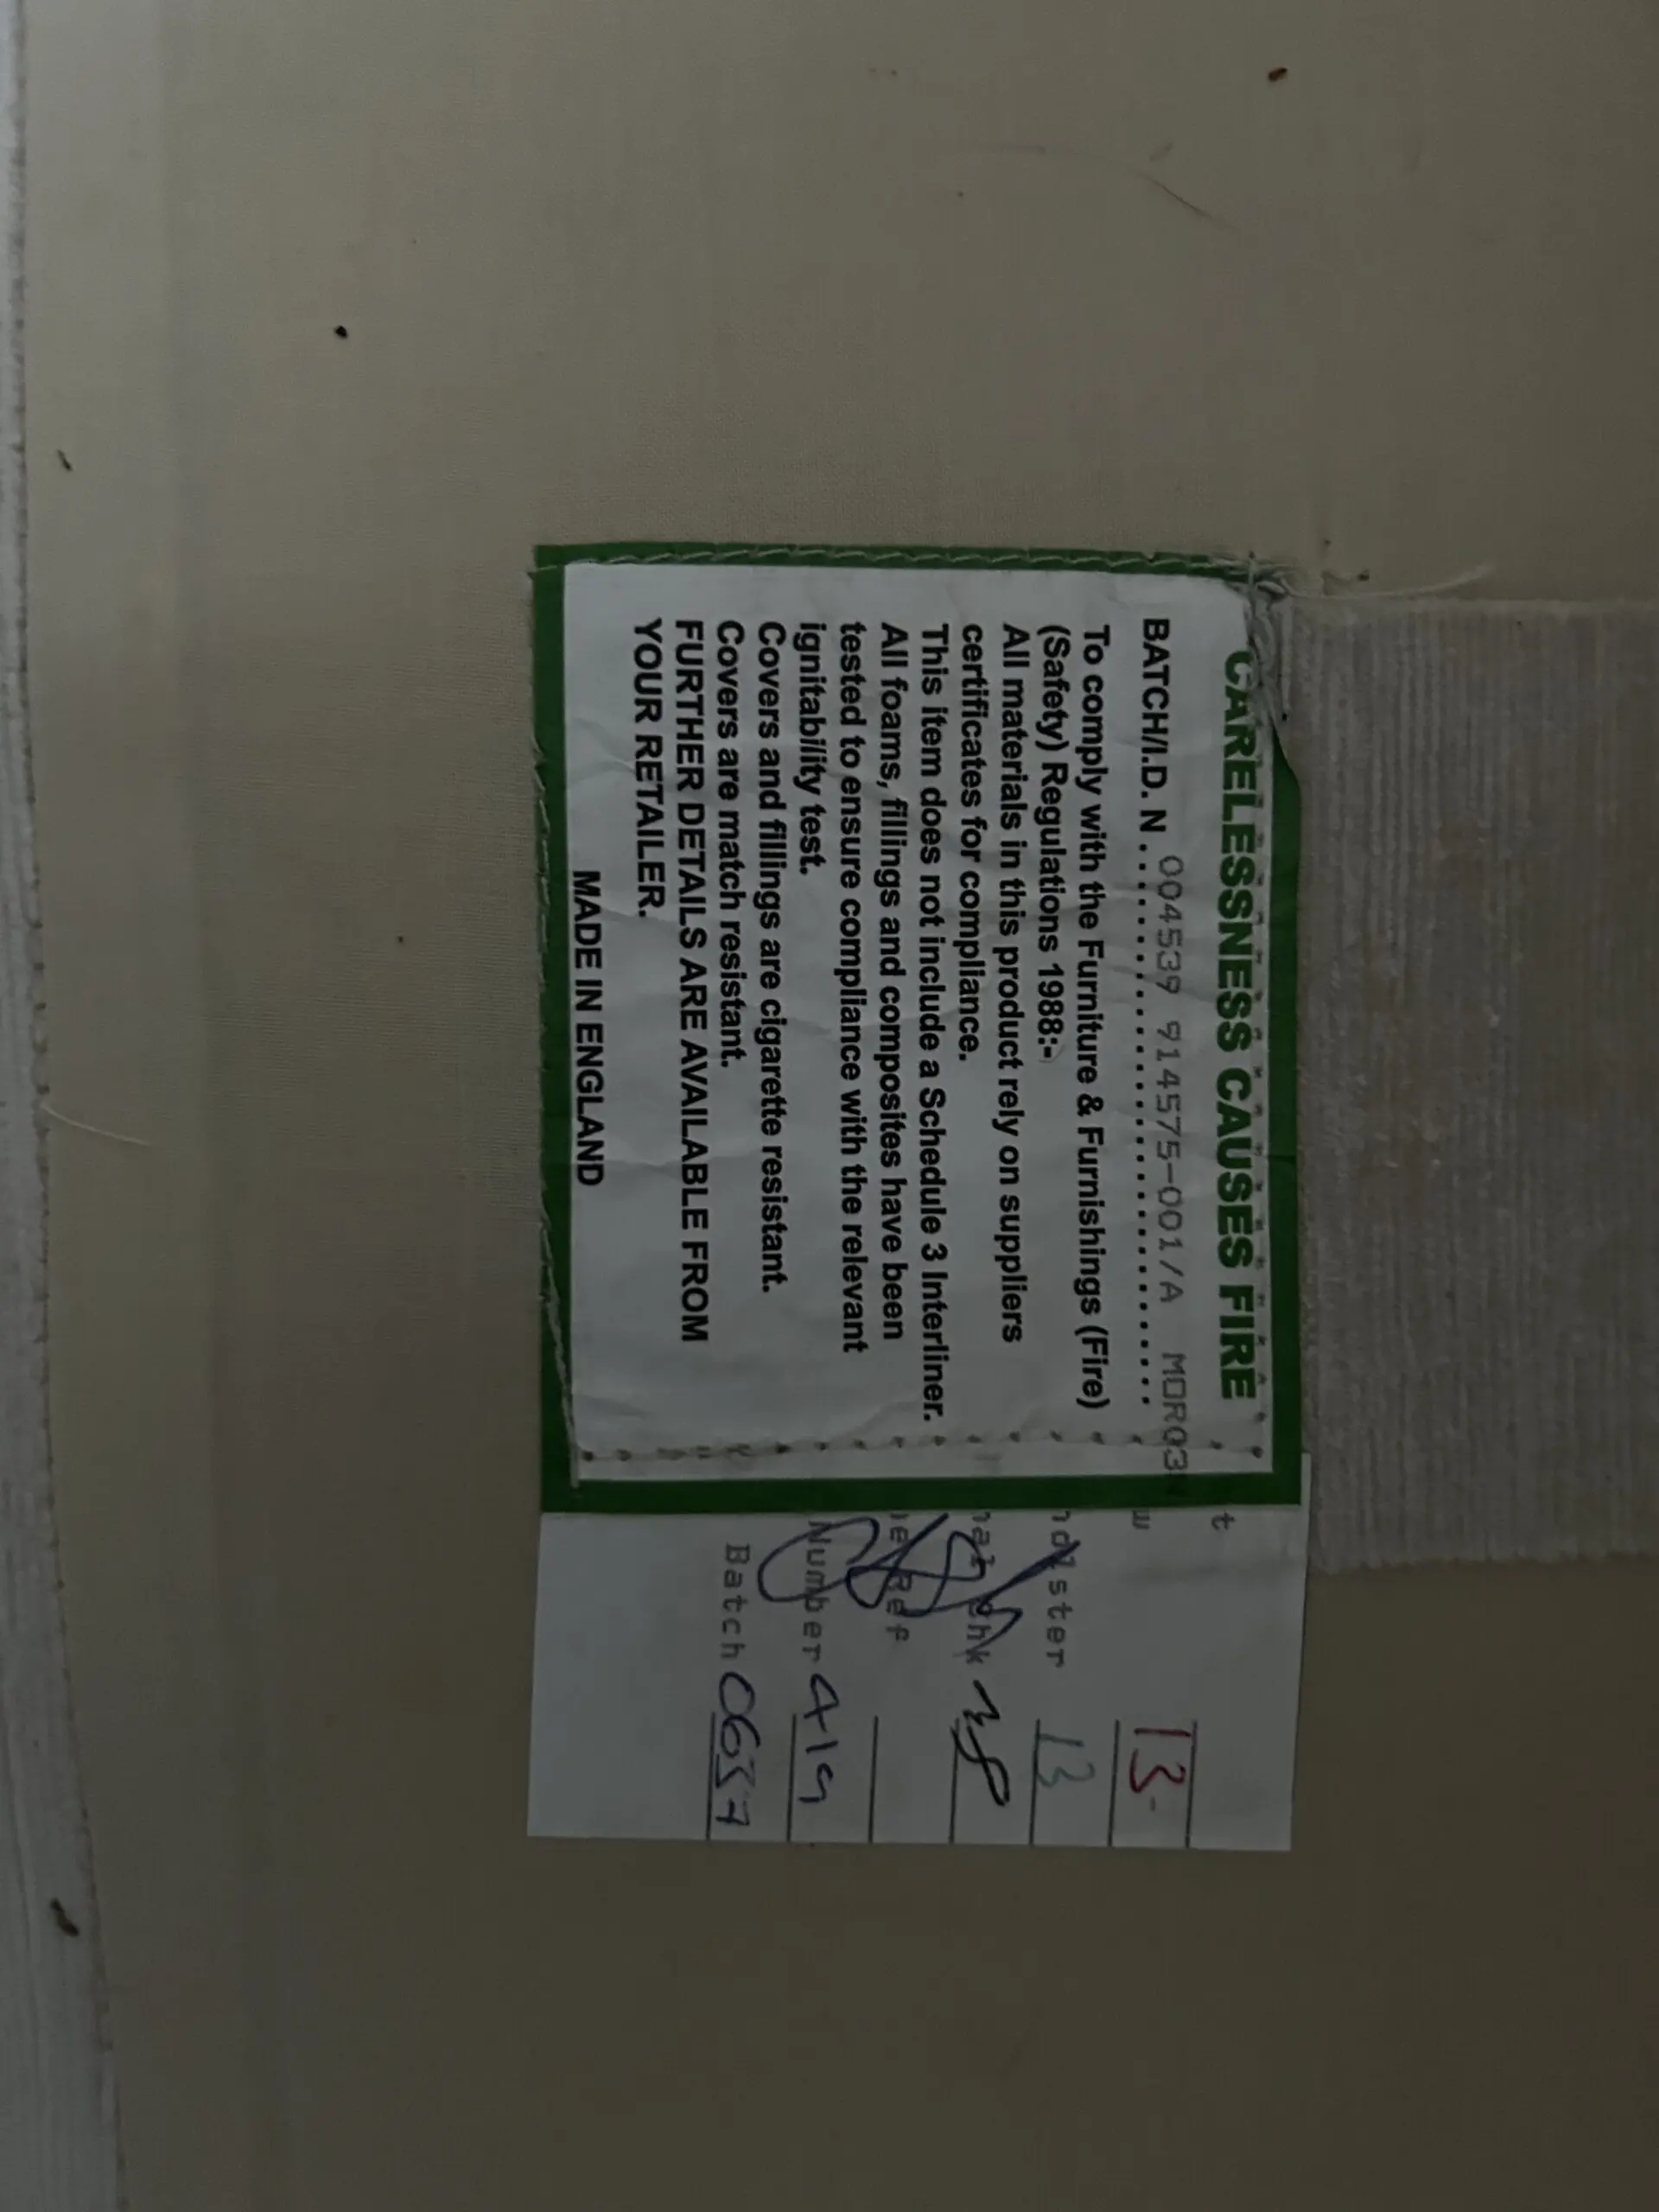 CARELESSNESS CAUSES FIRE
BATCH/I.D. N. 004539 914575-001/A MORQ3
To comply with the Furniture & Furnishings (Fire)
(Safety) Regulations 1988:-
All materials in this product rely on suppliers
certificates for compliance.
This item does not include a Schedule 3 Interliner.
All foams, fillings and composites have been
tested to ensure compliance with the relevant
ignitability test.
Covers and fillings are cigarette resistant.
Covers are match resistant.
FURTHER DETAILS ARE AVAILABLE FROM
YOUR RETAILER.
MADE IN ENGLAND
t
w 13
ster 13
Ref
Number 419
Batch